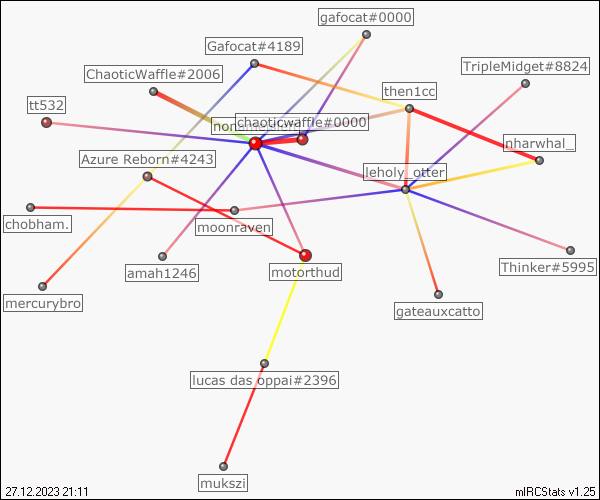 gafocat#0000
Gafocat#4189
TripleMidget#8824
ChaoticWaffle#2006
then1cc
tt532
chaoticwaffle#0000
nharwhal_
Azure Reborn#4243
leholy_otter
chobham.
moonraven
amah1246
motorthud
Thinker#5995
mercurybro
gateauxcatto
lucas das oppai#2396
mukszi
27.12.2023 21:11
mIRCStats v1.25